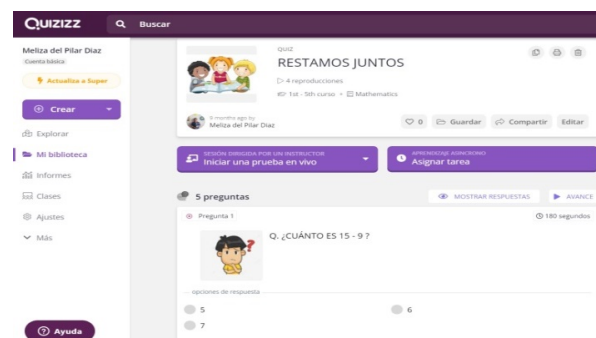 QUIZIZZ
Buscar
Meliza del Pilar Diaz
Cuenta básica
Actualiza a Super
Crear
Explorar
Mi biblioteca
Informes
Clases
Ajustes
Más
Ayuda
QUIZ
RESTAMOS JUNTOS
4 reproducciones
1st - 5th curso • Mathematics
9 months ago by
Meliza del Pilar Diaz
0 Guardar Compartir Editar
SESIÓN DIRIGIDA POR UN INSTRUCTOR
Iniciar una prueba en vivo
APRENDIZAJE ASINCRONO
Asignar tarea
5 preguntas
MOSTRAR RESPUESTAS
AVANCE
Pregunta 1
180 segundos
Q. ¿CUÁNTO ES 15 - 9 ?
opciones de respuesta
5
6
7